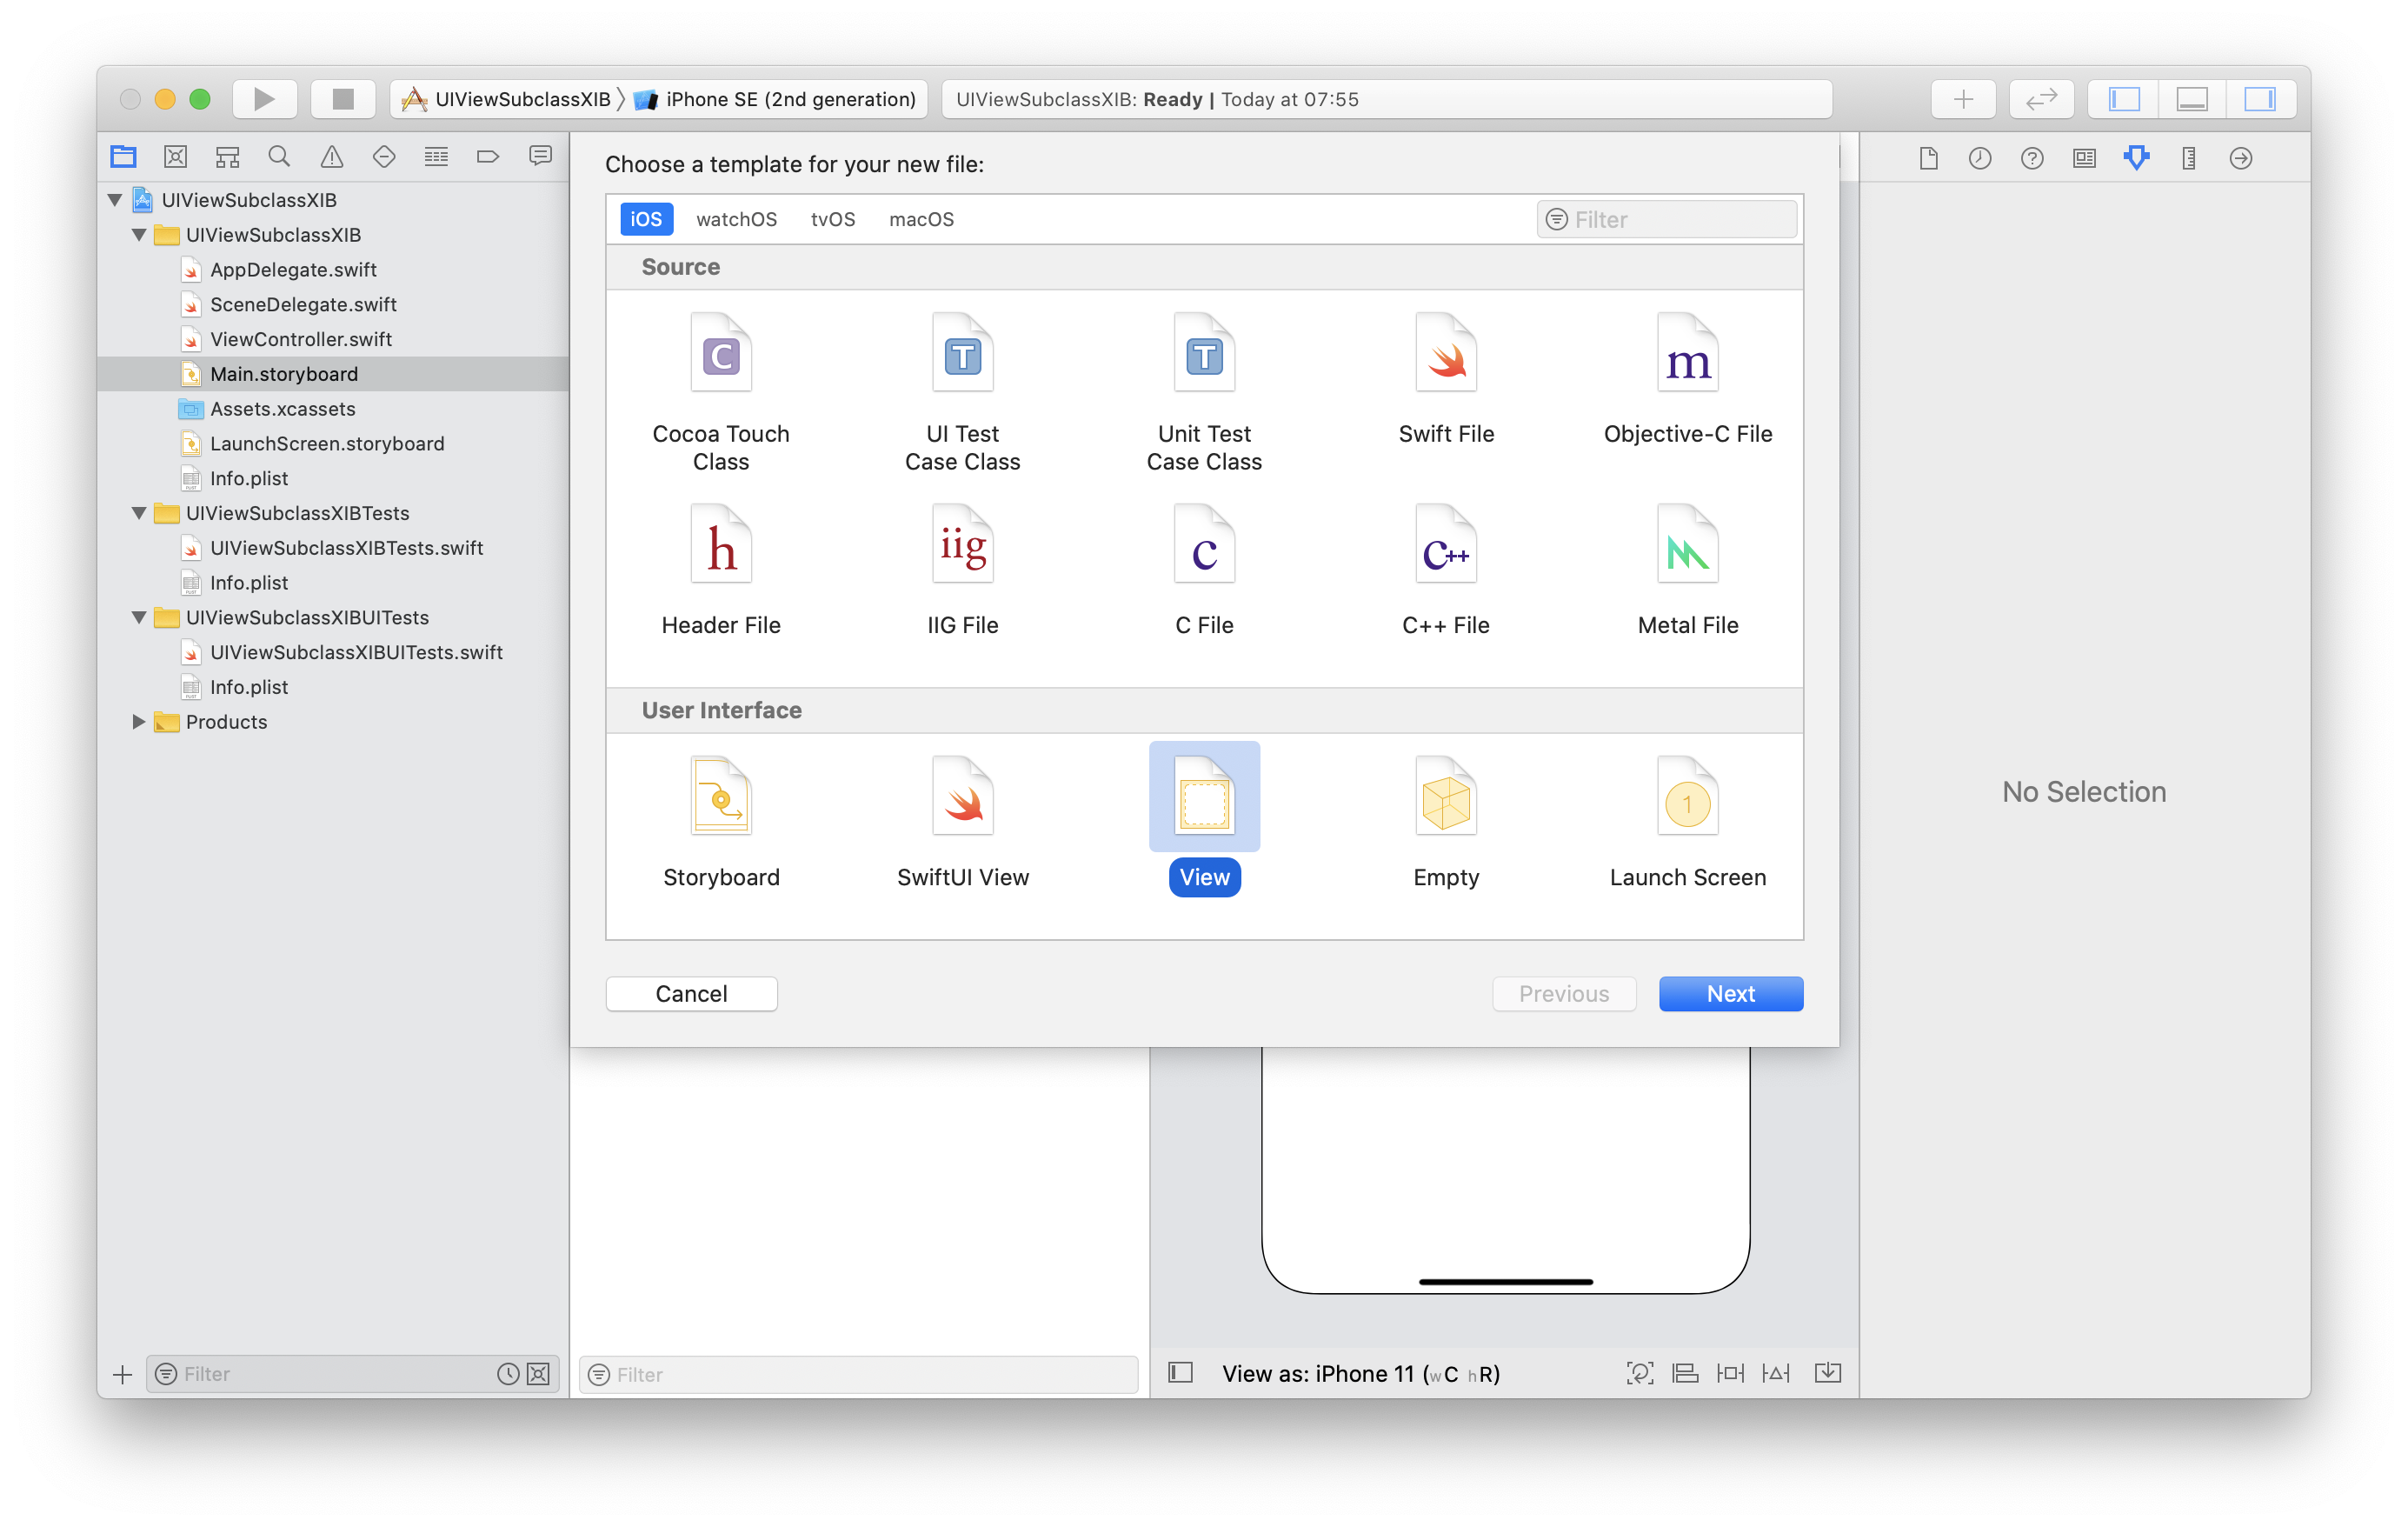 UIViewSubclassXIB 〉 iPhone SE (2nd generation)
UIViewSubclassXIB: Ready | Today at 07:55
UIViewSubclassXIB
UIViewSubclassXIB
AppDelegate.swift
SceneDelegate.swift
ViewController.swift
Main.storyboard
Assets.xcassets
LaunchScreen.storyboard
Info.plist
UIViewSubclassXIBTests
UIViewSubclassXIBTests.swift
Info.plist
UIViewSubclassXIBUITests
UIViewSubclassXIBUITests.swift
Info.plist
Products
Filter
Choose a template for your new file:
iOS watchOS tvOS macOS Filter
Source
C T T m
Cocoa Touch
Class
UI Test
Case Class
Unit Test
Case Class
Swift File
Objective-C File
h iig c C++
Header File
IIG File
C File
C++ File
Metal File
User Interface
1
Storyboard
SwiftUI View
View
Empty
Launch Screen
Cancel
Previous
Next
Filter
View as: iPhone 11 (wC hR)
No Selection